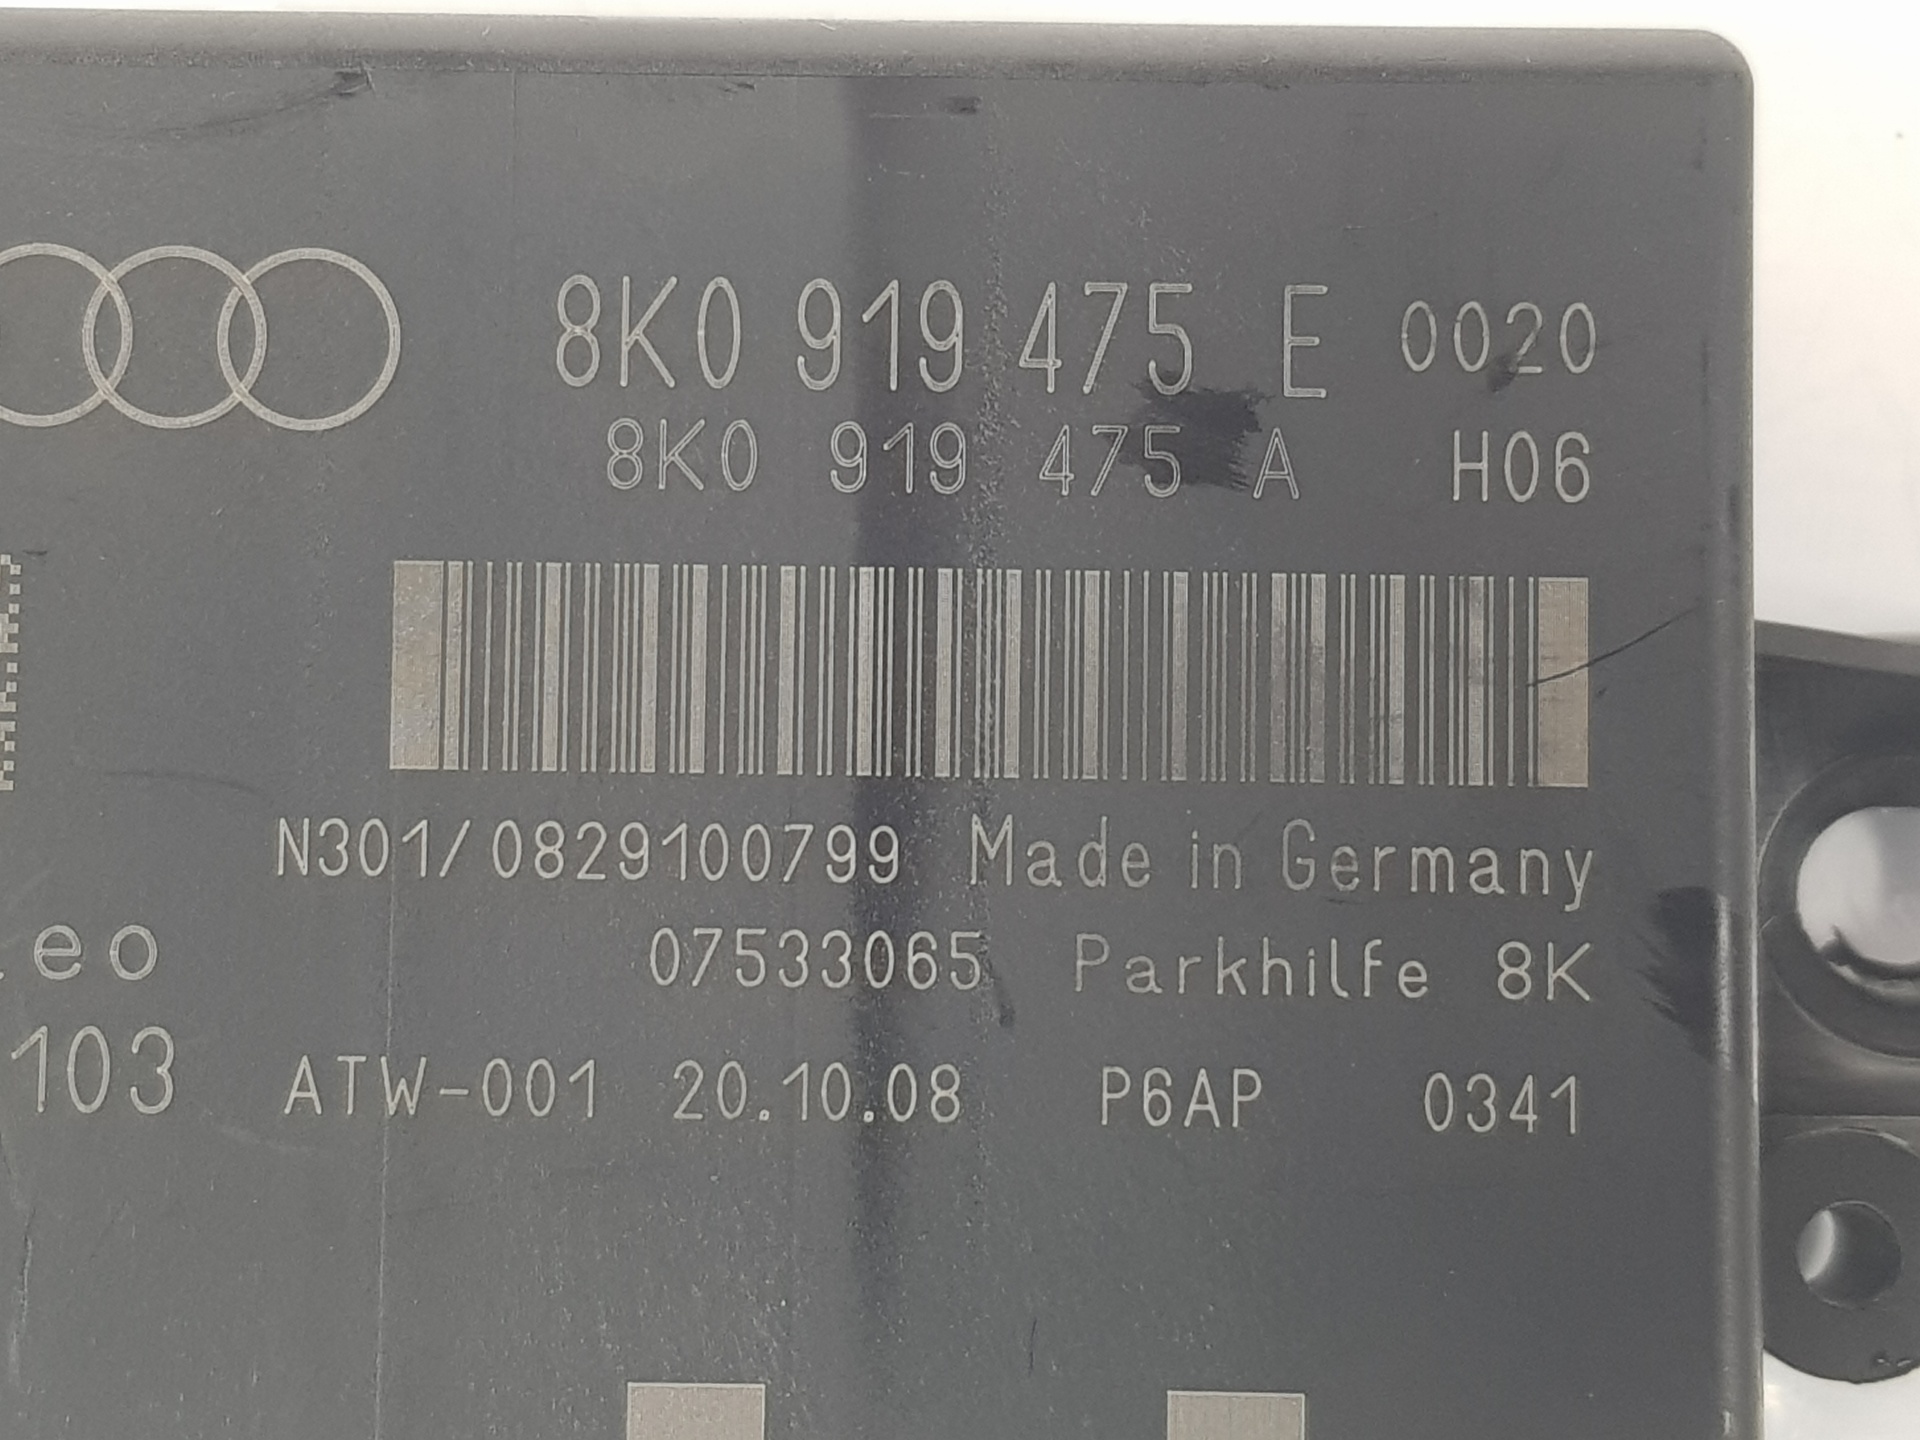 8K0 919 475 E 0020
8K0 919 475 A H06
N301/0829100799 Made in Germany
eo 07533065 Parkhilfe 8K
103 ATW-001 20.10.08 P6AP 0341